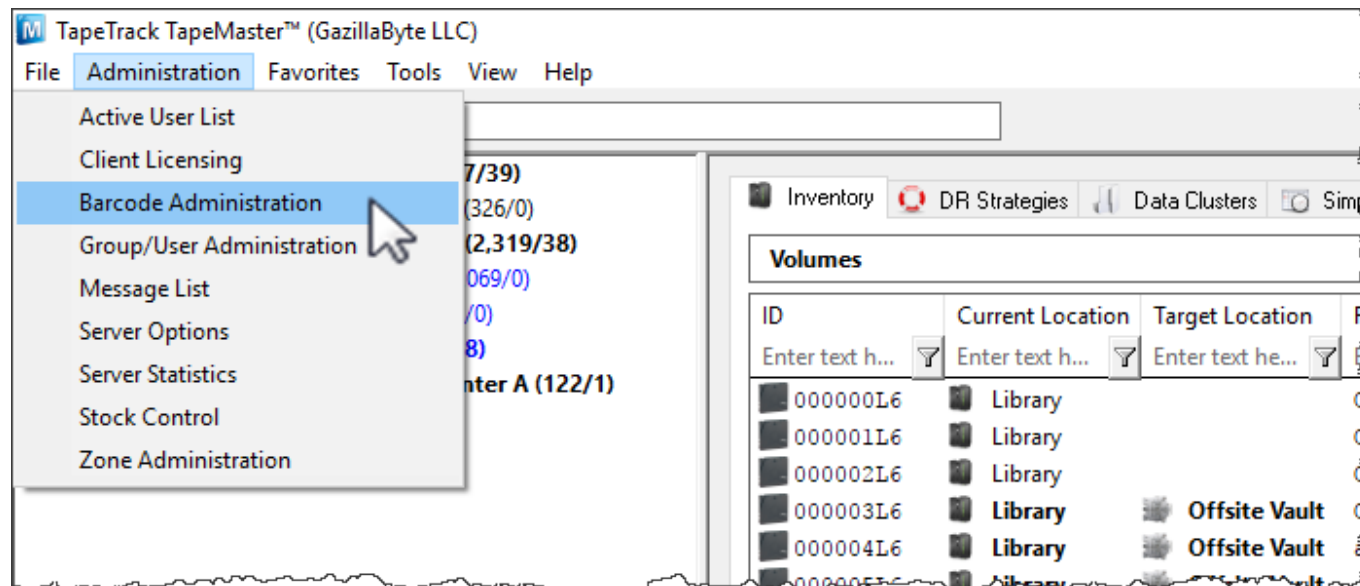 TapeTrack TapeMaster™ (GazillaByte LLC)
File Administration Favorites Tools View Help
Active User List
Client Licensing
Barcode Administration
Group/User Administration
Message List
Server Options
Server Statistics
Stock Control
Zone Administration
7/39)
(326/0)
(2,319/38)
069/0)
/0)
8)
nter A (122/1)
Inventory DR Strategies Data Clusters Sim
Volumes
ID Current Location Target Location
Enter text h... Enter text h... Enter text he...
000000L6 Library
000001L6 Library
000002L6 Library
000003L6 Library Offsite Vault
000004L6 Library Offsite Vault